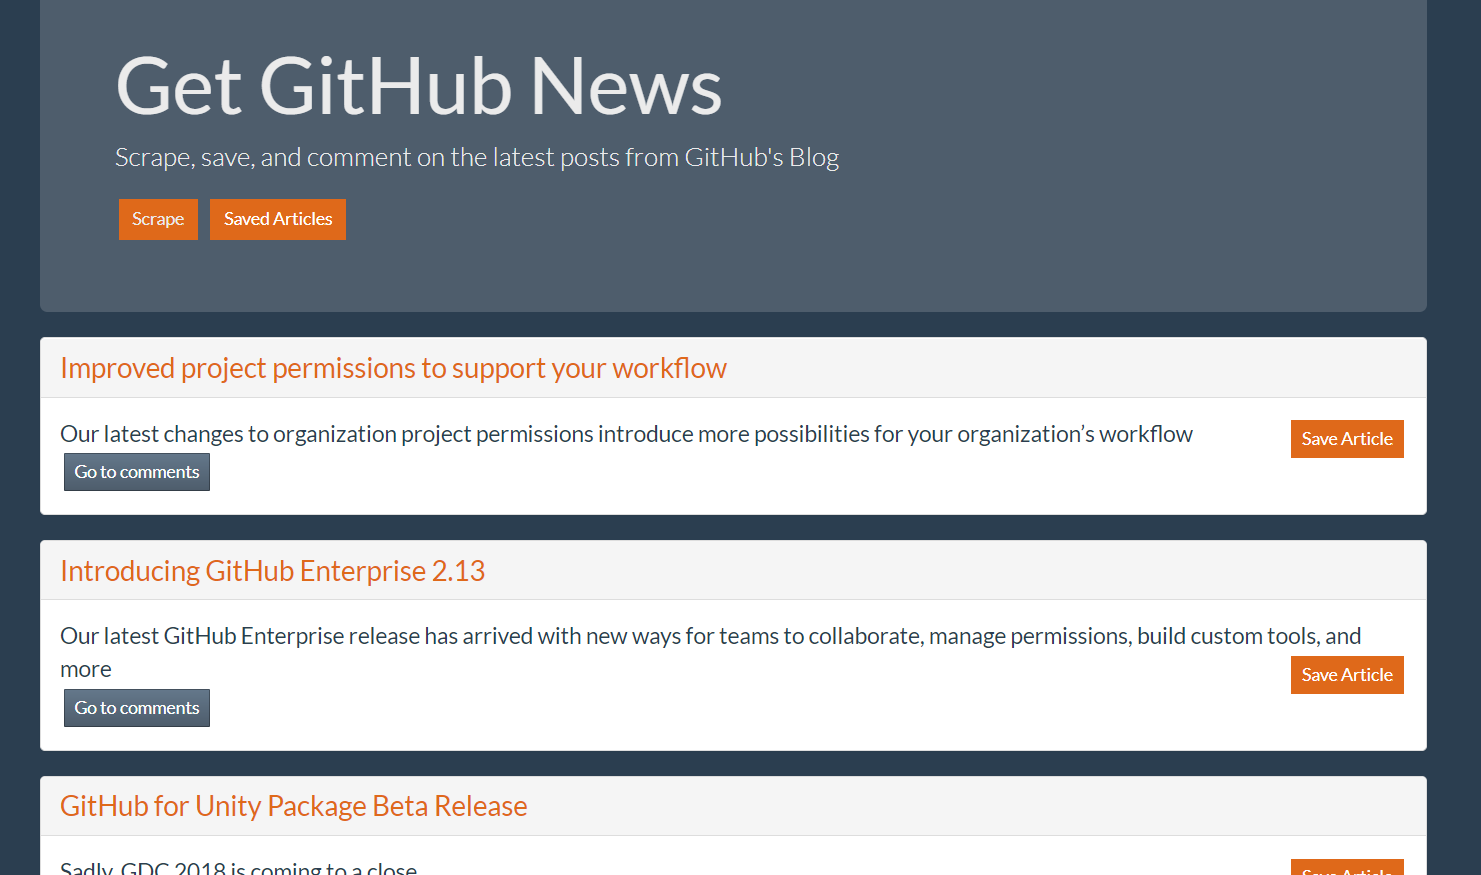 Get GitHub News
Scrape, save, and comment on the latest posts from GitHub's Blog
Scrape
Saved Articles
Improved project permissions to support your workflow
Our latest changes to organization project permissions introduce more possibilities for your organization’s workflow
Save Article
Go to comments
Introducing GitHub Enterprise 2.13
Our latest GitHub Enterprise release has arrived with new ways for teams to collaborate, manage permissions, build custom tools, and
more
Save Article
Go to comments
GitHub for Unity Package Beta Release
Sadly, GDC 2018 is coming to a close
Save Article